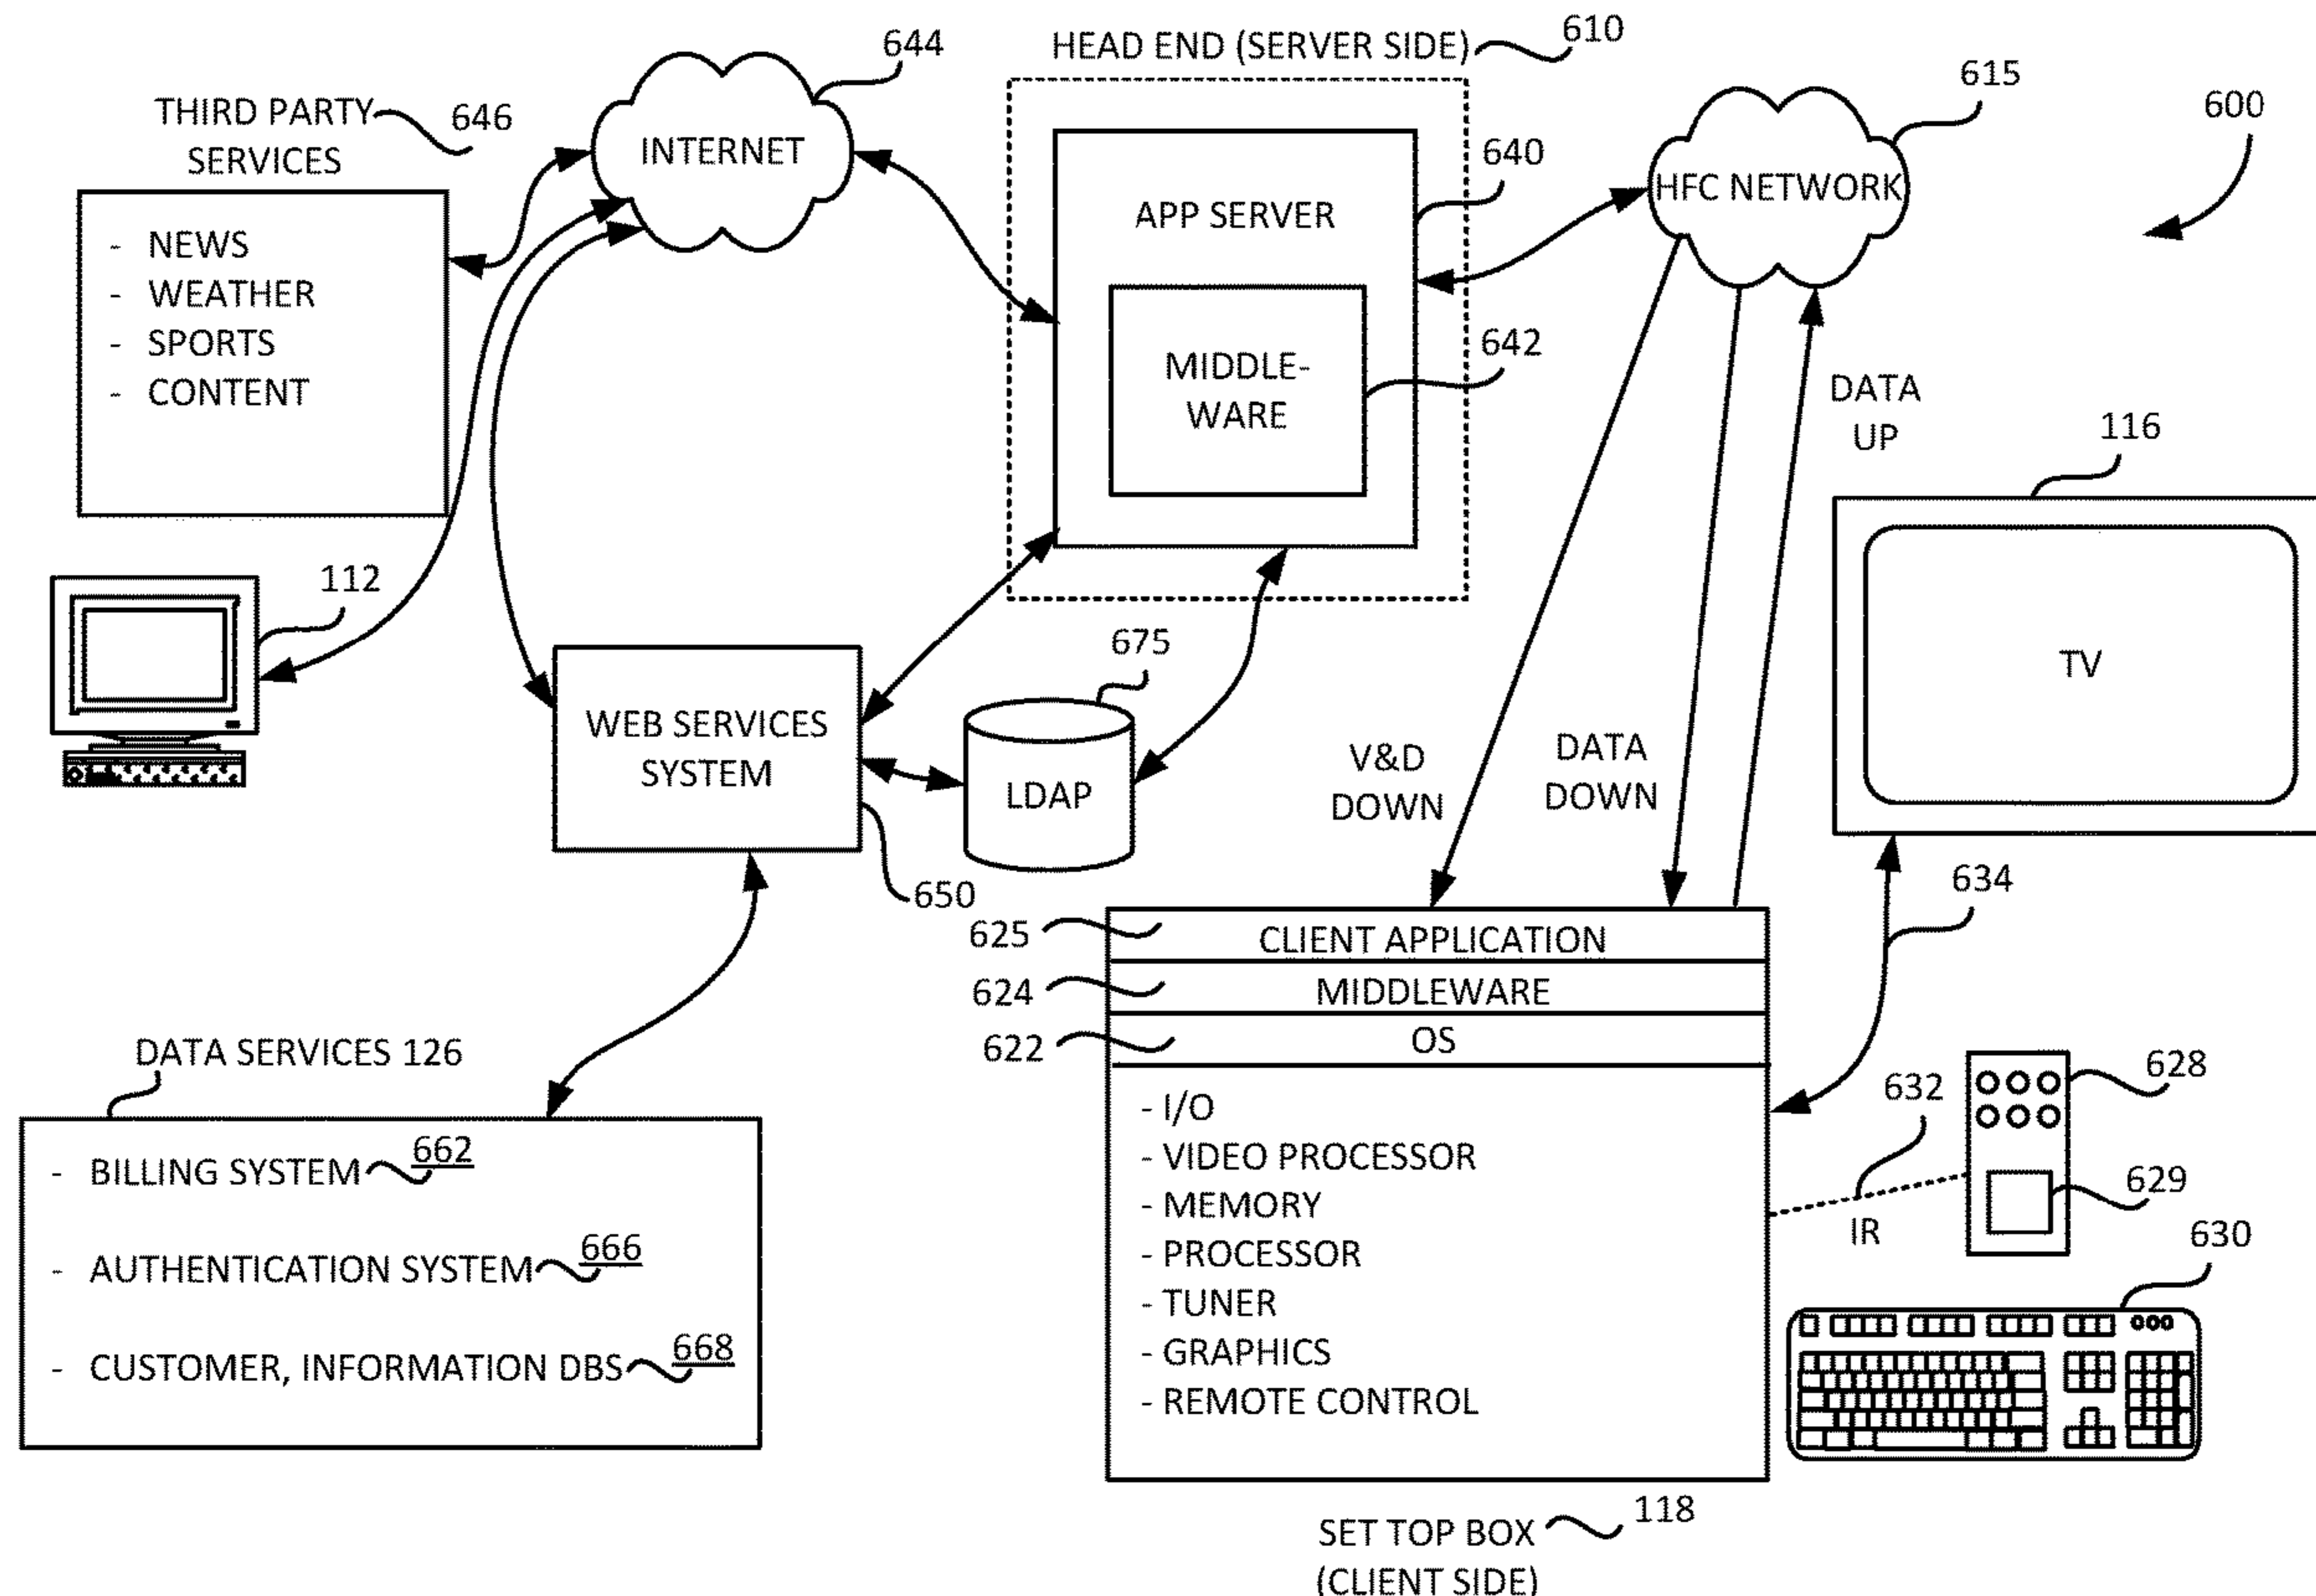 644
HEAD END (SERVER SIDE) 610
615
600
THIRD PARTY 646
SERVICES
INTERNET
- NEWS
- WEATHER
- SPORTS
- CONTENT
APP SERVER
640
HFC NETWORK
MIDDLE-
WARE
642
DATA
UP
116
TV
112
WEB SERVICES
SYSTEM
650
675
LDAP
V&D
DOWN
DATA
DOWN
634
625 CLIENT APPLICATION
624 MIDDLEWARE
622 OS
- I/O
- VIDEO PROCESSOR
- MEMORY
- PROCESSOR
- TUNER
- GRAPHICS
- REMOTE CONTROL
632
IR
628
629
630
DATA SERVICES 126
- BILLING SYSTEM 662
- AUTHENTICATION SYSTEM 666
- CUSTOMER, INFORMATION DBS 668
SET TOP BOX 118
(CLIENT SIDE)